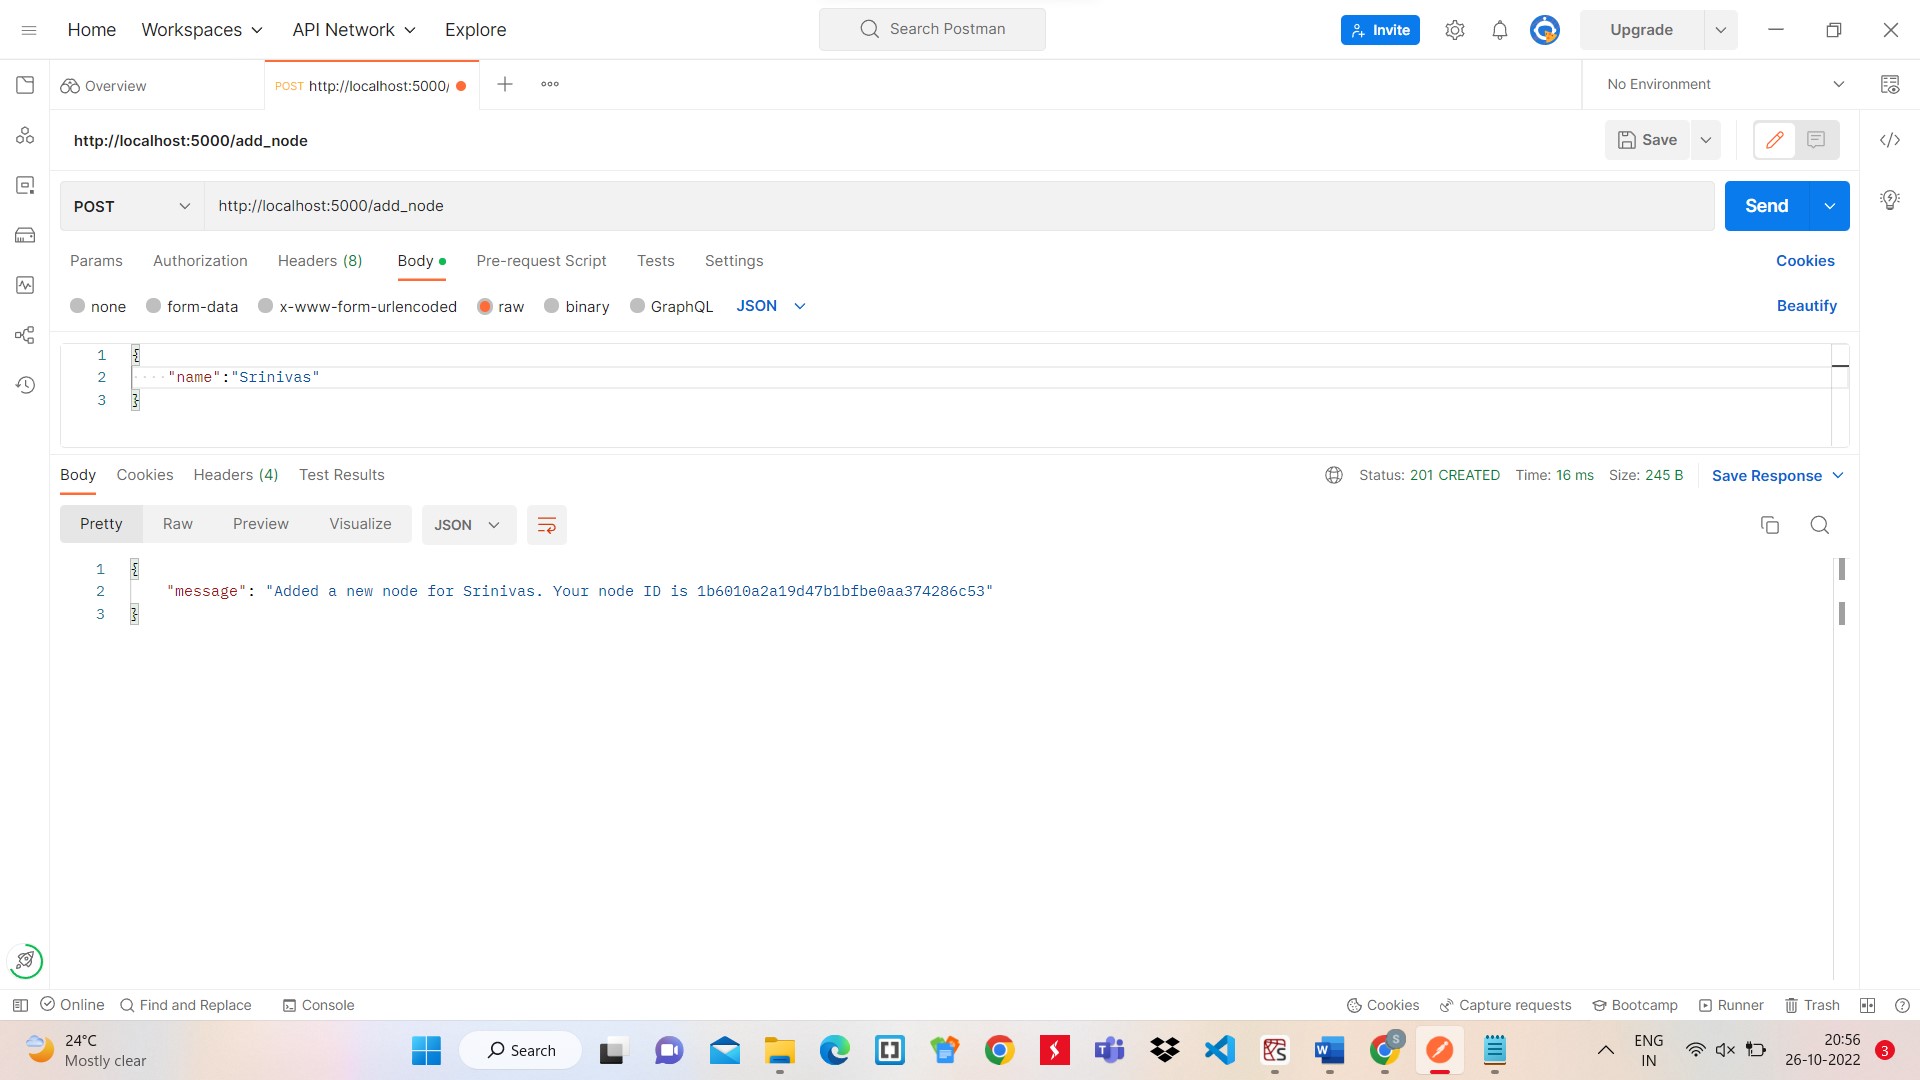 Home Workspaces API Network Explore Search Postman Invite Upgrade
Overview POST http://localhost:5000/ No Environment
http://localhost:5000/add_node Save
POST http://localhost:5000/add_node Send
Params Authorization Headers (8) Body Pre-request Script Tests Settings Cookies
none form-data x-www-form-urlencoded raw binary GraphQL JSON Beautify
1 {
2 "name":"Srinivas"
3 }
Body Cookies Headers (4) Test Results Status: 201 CREATED Time: 16 ms Size: 245 B Save Response
Pretty Raw Preview Visualize JSON
1 {
2 "message": "Added a new node for Srinivas. Your node ID is 1b6010a2a19d47b1bfbe0aa374286c53"
3 }
Online Find and Replace Console Cookies Capture requests Bootcamp Runner Trash
24°C
Mostly clear
Search
S
ENG
IN
20:56
26-10-2022
3